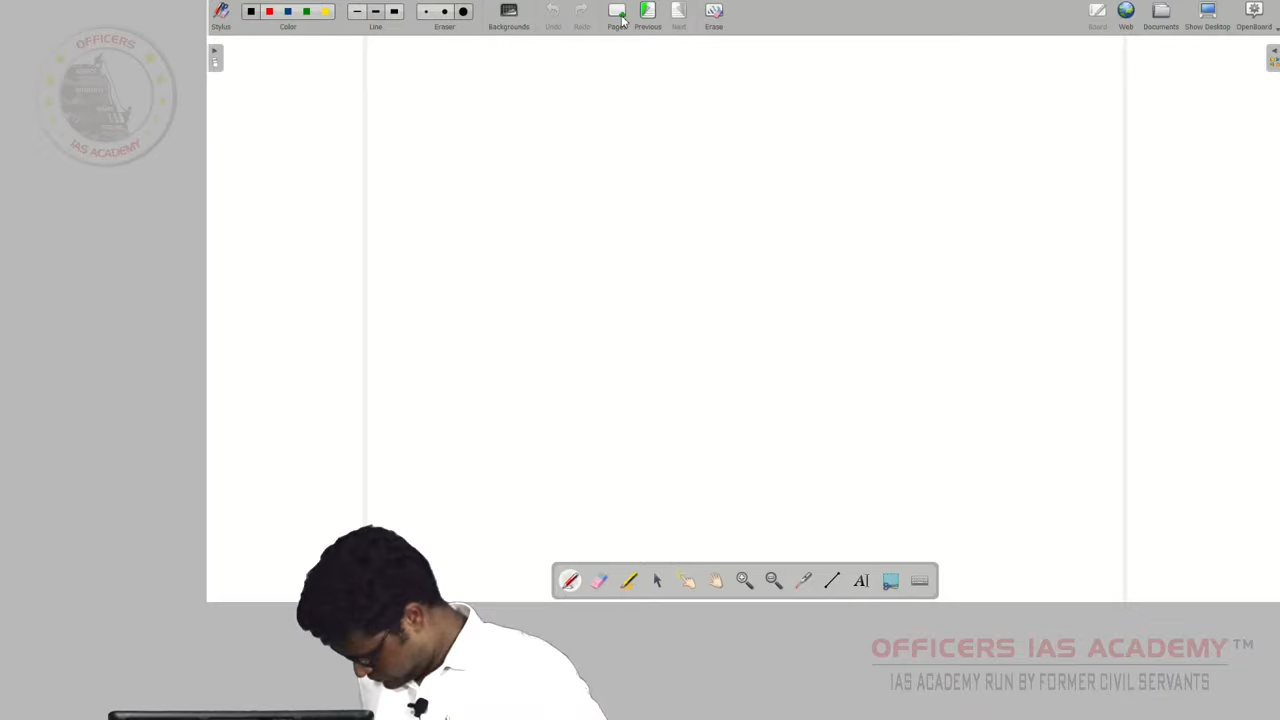 Stylus Color Line Eraser Backgrounds Undo Redo Pages Previous Next Erase Board Web Documents Show Desktop OpenBoard
OFFICERS
IAS ACADEMY
OFFICERS IAS ACADEMY™
IAS ACADEMY RUN BY FORMER CIVIL SERVANTS